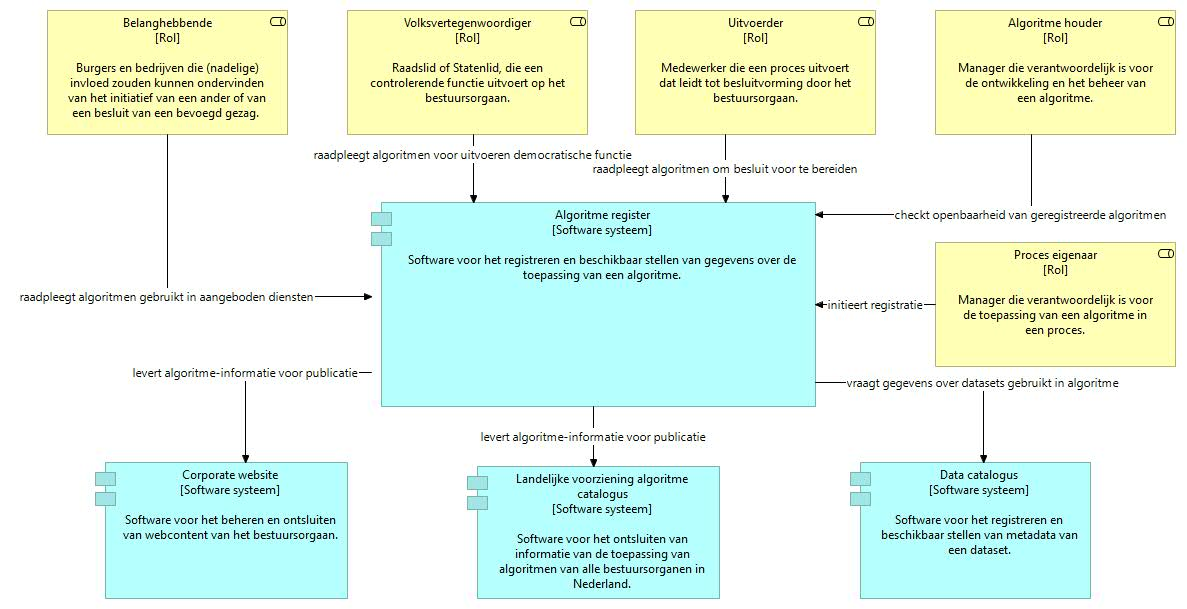 Belanghebbende
[Rol]
Burgers en bedrijven die (nadelige)
invloed zouden kunnen ondervinden
van het initiatief van een ander of van
een besluit van een bevoegd gezag.
Volksvertegenwoordiger
[Rol]
Raadslid of Statenlid, die een
controlerende functie uitvoert op het
bestuursorgaan.
Uitvoerder
[Rol]
Medewerker die een proces uitvoert
dat leidt tot besluitvorming door het
bestuursorgaan.
Algoritme houder
[Rol]
Manager die verantwoordelijk is voor
de ontwikkeling en het beheer van
een algoritme.
raadpleegt algoritmen voor uitvoeren democratische functie
raadpleegt algoritmen om besluit voor te bereiden
Algoritme register
[Software systeem]
Software voor het registreren en beschikbaar stellen van gegevens over de
toepassing van een algoritme.
checkt openbaarheid van geregistreerde algoritmen
Proces eigenaar
[Rol]
Manager die verantwoordelijk is voor
de toepassing van een algoritme in
een proces.
raadpleegt algoritmen gebruikt in aangeboden diensten
initieert registratie
levert algoritme-informatie voor publicatie
vraagt gegevens over datasets gebruikt in algoritme
levert algoritme-informatie voor publicatie
Corporate website
[Software systeem]
Software voor het beheren en ontsluiten
van webcontent van het bestuursorgaan.
Landelijke voorziening algoritme
catalogus
[Software systeem]
Software voor het ontsluiten van
informatie van de toepassing van
algoritmen van alle bestuursorganen in
Nederland.
Data catalogus
[Software systeem]
Software voor het registreren en
beschikbaar stellen van metadata van
een dataset.